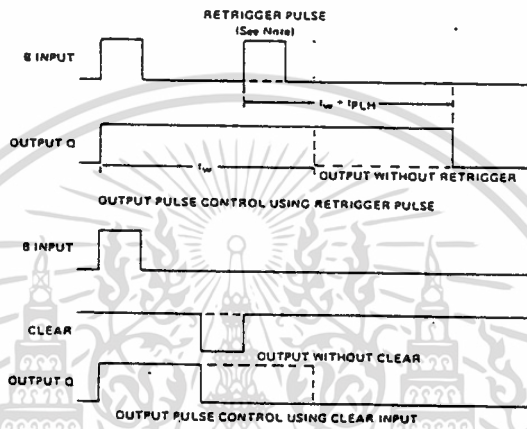 RETRIGGER PULSE
(See Note)
B INPUT
tw + tPLH
OUTPUT Q
tw
OUTPUT WITHOUT RETRIGGER
OUTPUT PULSE CONTROL USING RETRIGGER PULSE
B INPUT
CLEAR
OUTPUT WITHOUT CLEAR
OUTPUT Q
OUTPUT PULSE CONTROL USING CLEAR INPUT